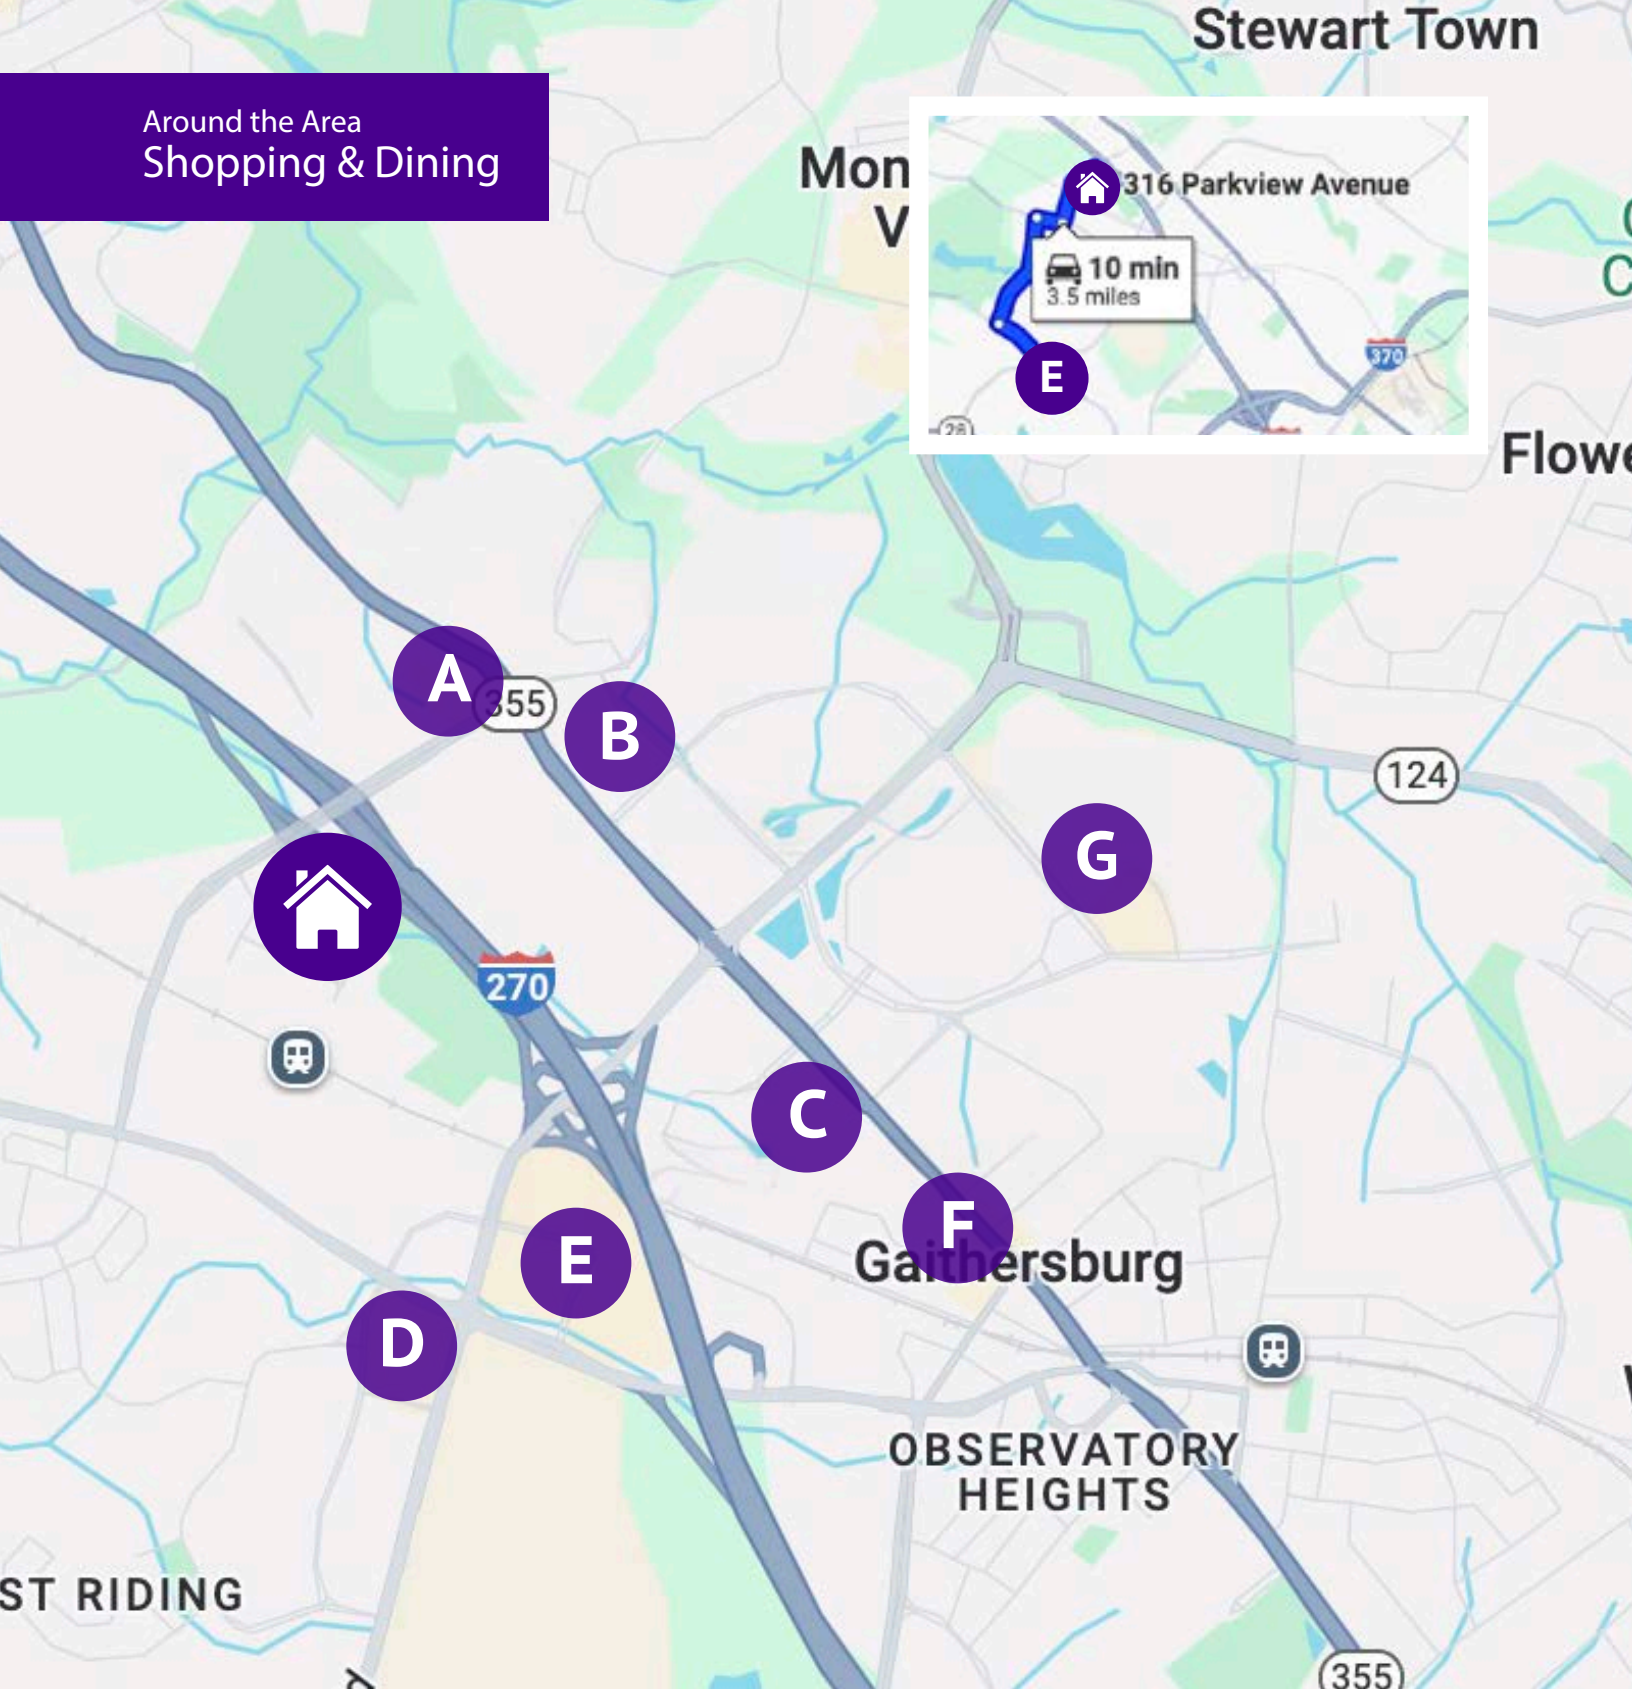 Stewart Town
Around the Area
Shopping & Dining
Mon
V
316 Parkview Avenue
10 min
3.5 miles
E
370
28
C
Flowe
A
355
B
124
G
270
C
F
Gaithersburg
E
D
OBSERVATORY
HEIGHTS
ST RIDING
355